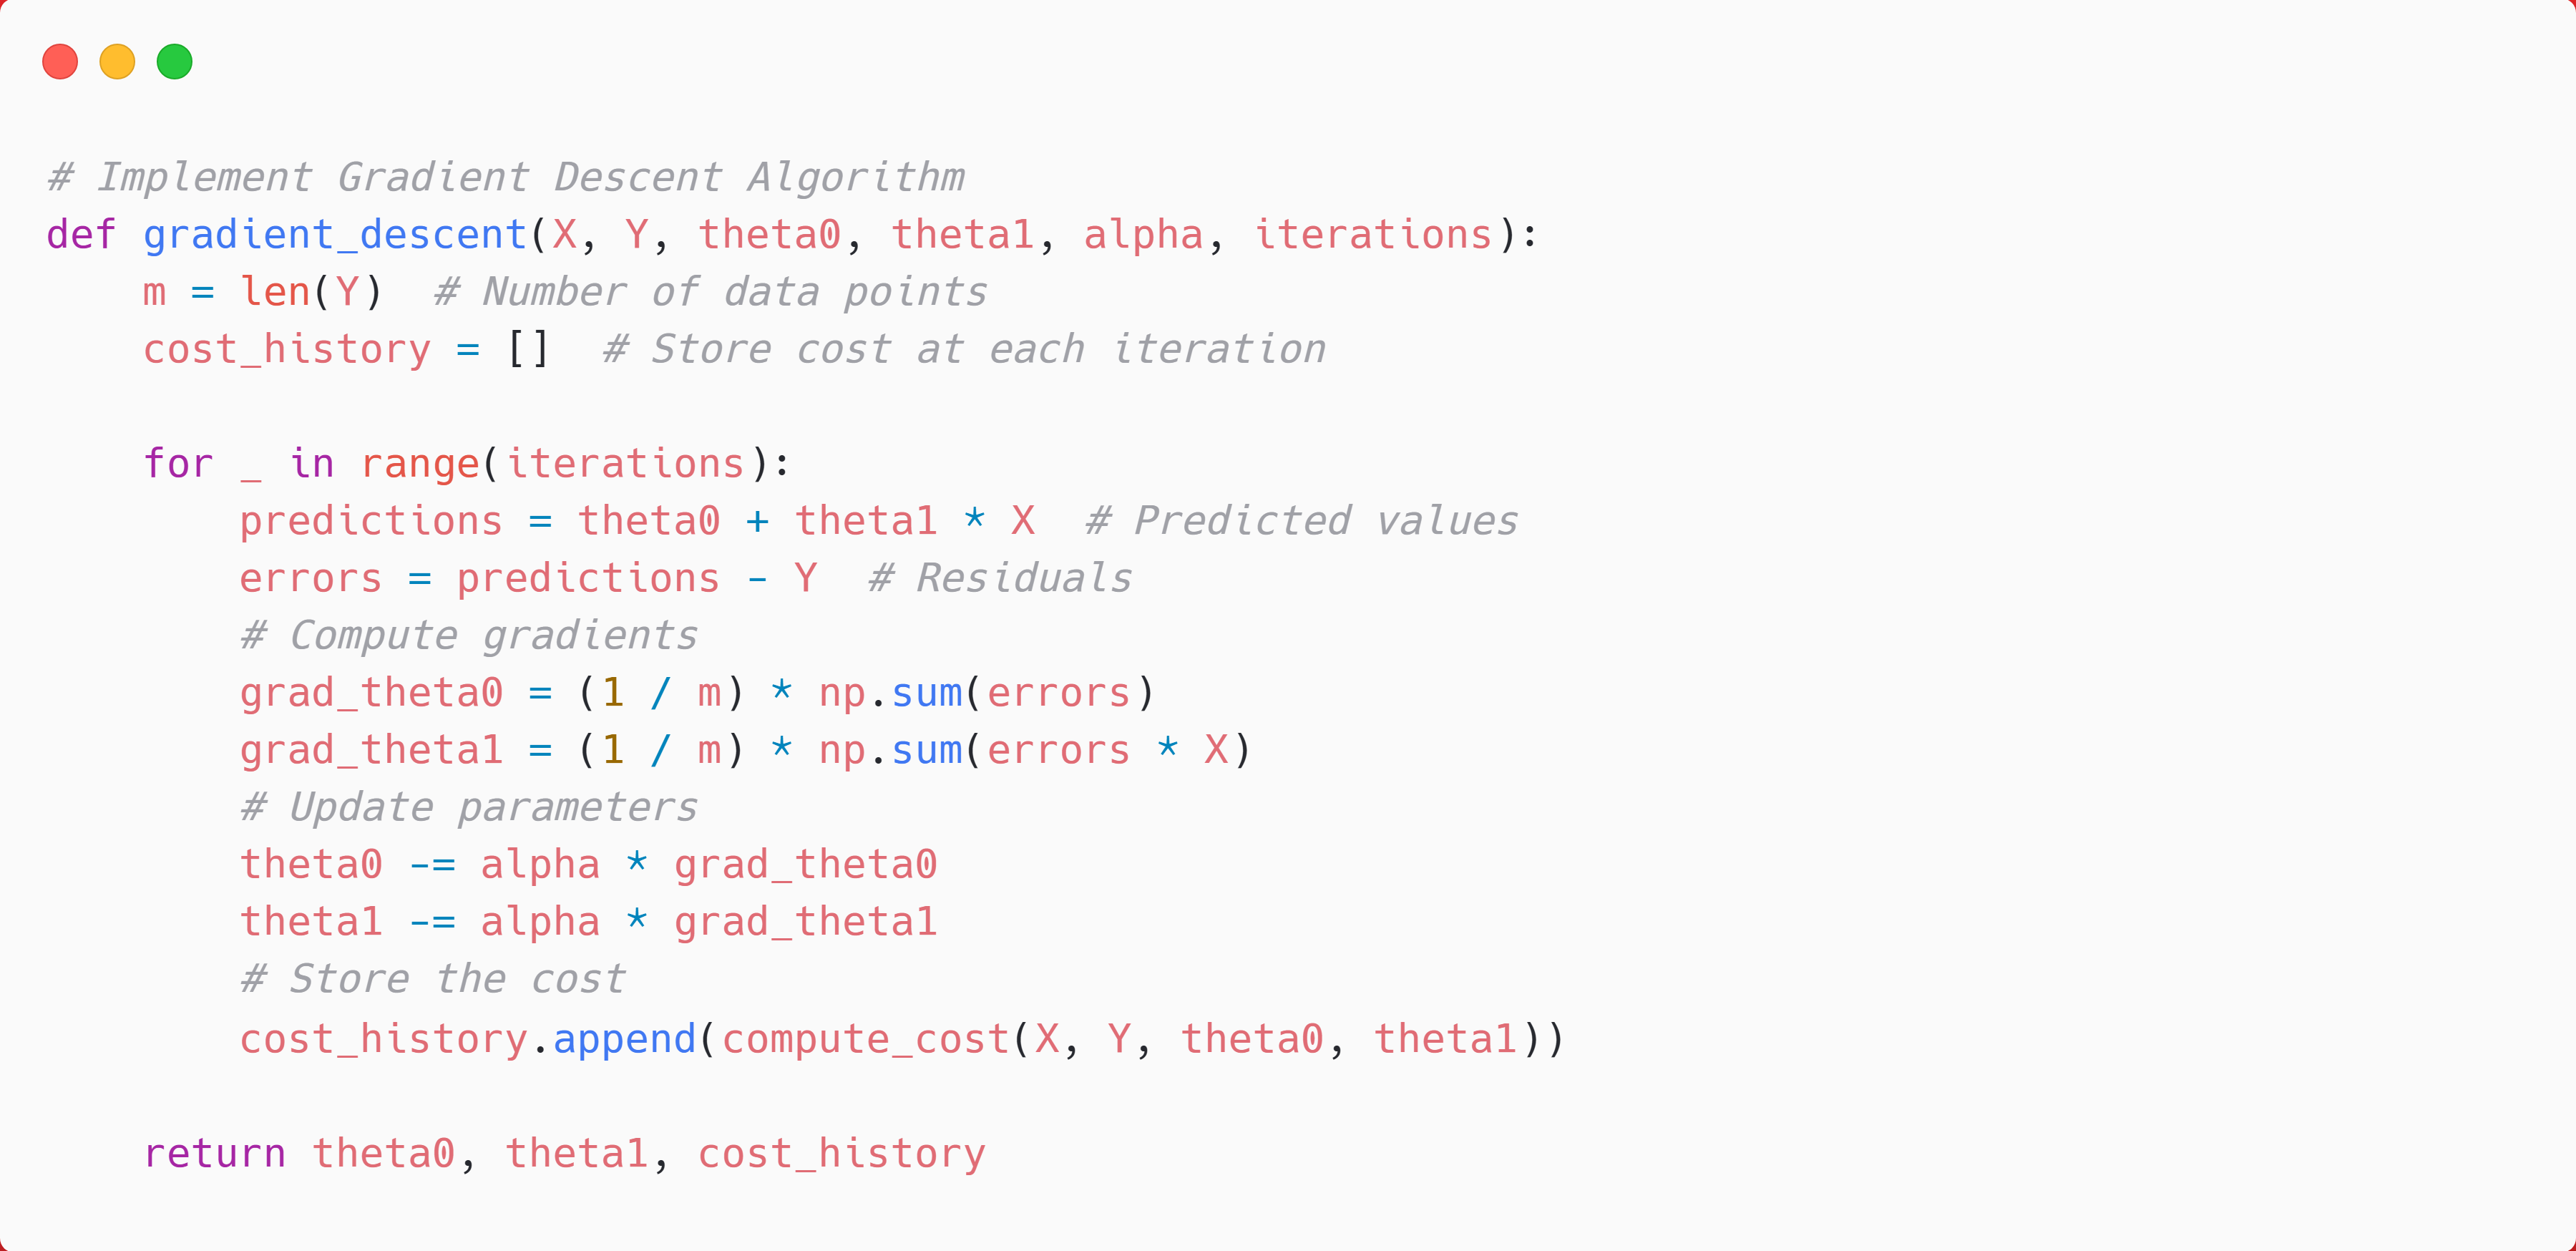 # Implement Gradient Descent Algorithm
def gradient_descent(X, Y, theta0, theta1, alpha, iterations):
    m = len(Y)  # Number of data points
    cost_history = []  # Store cost at each iteration

    for _ in range(iterations):
        predictions = theta0 + theta1 * X  # Predicted values
        errors = predictions - Y  # Residuals
        # Compute gradients
        grad_theta0 = (1 / m) * np.sum(errors)
        grad_theta1 = (1 / m) * np.sum(errors * X)
        # Update parameters
        theta0 -= alpha * grad_theta0
        theta1 -= alpha * grad_theta1
        # Store the cost
        cost_history.append(compute_cost(X, Y, theta0, theta1))

    return theta0, theta1, cost_history